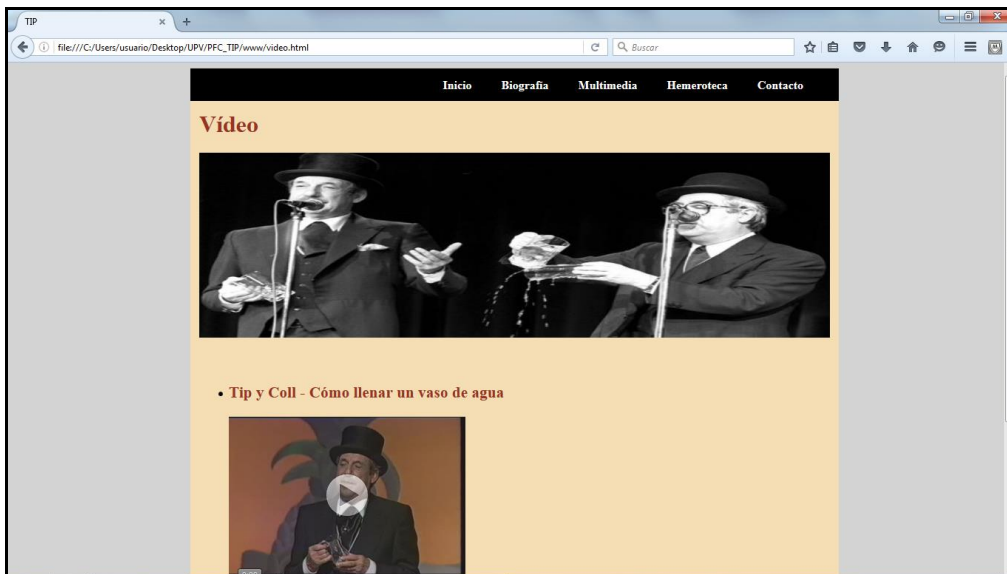 TIP
file:///C:/Users/usuario/Desktop/UPV/PFC_TIP/www/video.html
Buscar
Inicio Biografía Multimedia Hemeroteca Contacto
Vídeo
Tip y Coll - Cómo llenar un vaso de agua